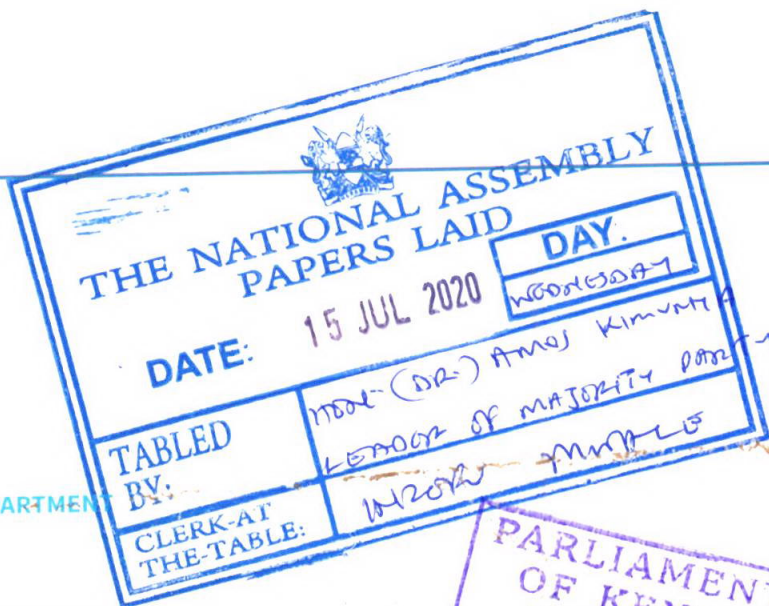 THE NATIONAL ASSEMBLY
PAPERS LAID
DATE: 15 JUL 2020
DAY.
WEDNESDAY
TABLED
BY:
HON (DR.) AMOS KIMUNYA
LEADER OF MAJORITY PARTY
CLERK-AT
THE-TABLE:
ARTMENT
PARLIAMENT
OF KEN